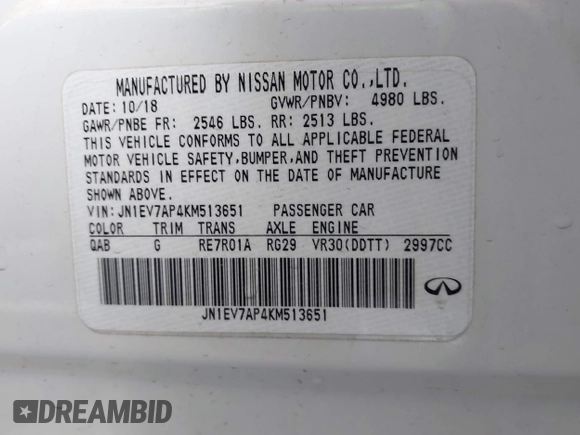 MANUFACTURED BY NISSAN MOTOR CO.,LTD.
DATE: 10/18 GVWR/PNBV: 4980 LBS.
GAWR/PNBE FR: 2546 LBS. RR: 2513 LBS.
THIS VEHICLE CONFORMS TO ALL APPLICABLE FEDERAL
MOTOR VEHICLE SAFETY,BUMPER,AND THEFT PREVENTION
STANDARDS IN EFFECT ON THE DATE OF MANUFACTURE
SHOWN ABOVE.
VIN: JN1EV7AP4KM513651 PASSENGER CAR
COLOR TRIM TRANS AXLE ENGINE
QAB G RE7R01A RG29 VR30(DDTT) 2997CC
JN1EV7AP4KM513651
DREAMBID